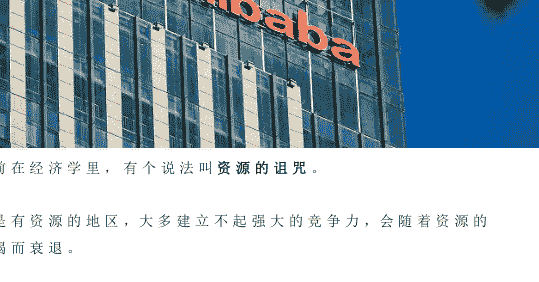 libaba
前在经济学里，有个说法叫资源的诅咒。
是有资源的地区，大多建立不起强大的竞争力，会随着资源的
竭而衰退。